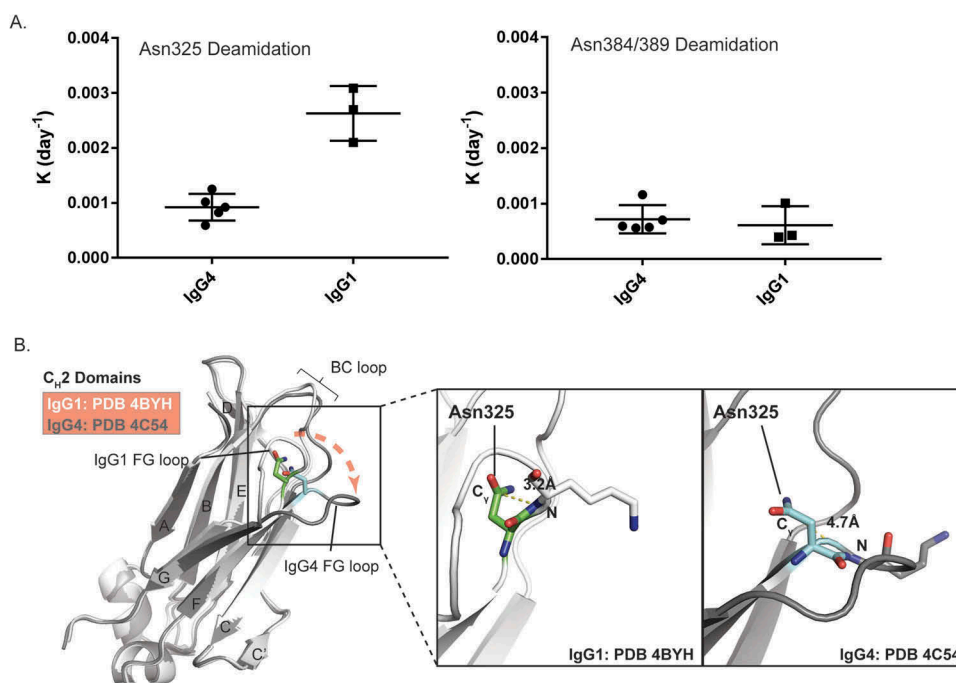 A.
Asn325 Deamidation
K (day⁻¹)
0.004
0.003
0.002
0.001
0.000
IgG4
IgG1
Asn384/389 Deamidation
K (day⁻¹)
0.004
0.003
0.002
0.001
0.000
IgG4
IgG1
B.
C_H2 Domains
IgG1: PDB 4BYH
IgG4: PDB 4C54
BC loop
IgG1 FG loop
IgG4 FG loop
D
E
B
A
G
F
C
C'
Asn325
Cγ
3.2Å
N
IgG1: PDB 4BYH
Asn325
Cγ
4.7Å
N
IgG4: PDB 4C54